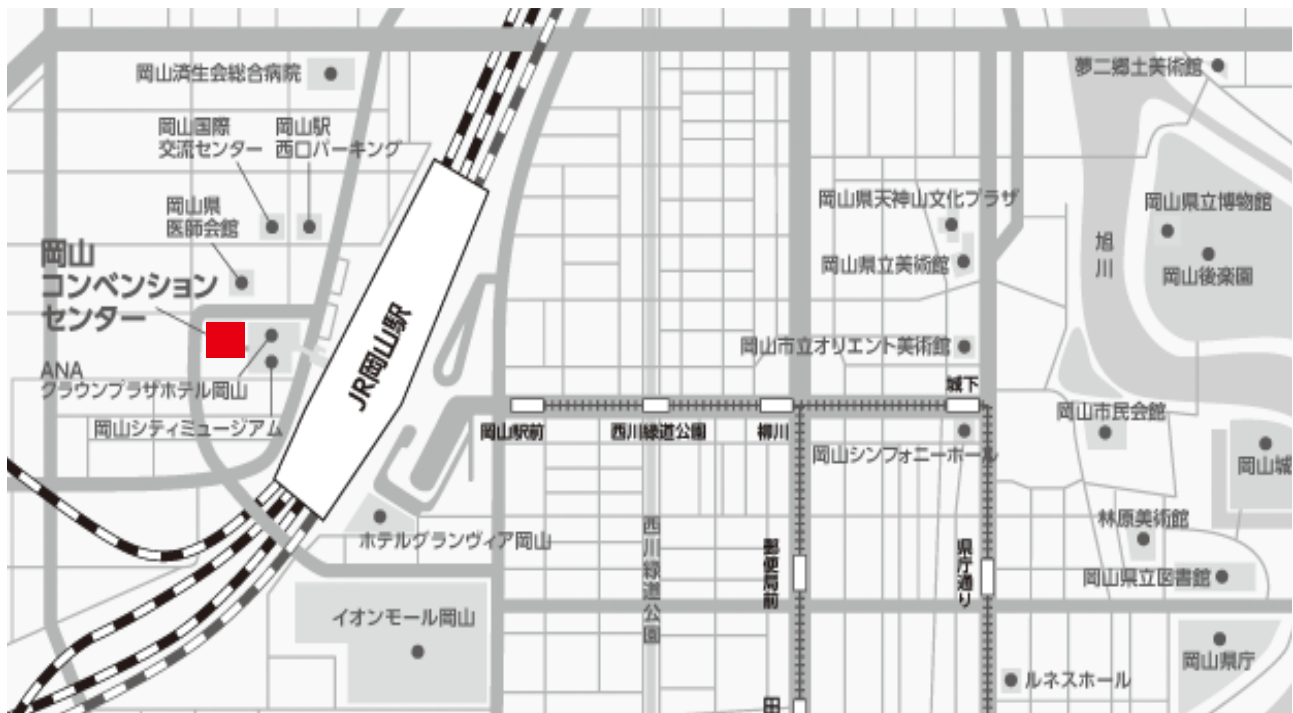 岡山済生会総合病院
夢二郷土美術館
岡山国際
交流センター
岡山駅
西口パーキング
岡山県
医師会館
岡山
コンベンション
センター
ANA
クラウンプラザホテル岡山
岡山シティミュージアム
JR岡山駅
岡山県天神山文化プラザ
岡山県立美術館
岡山市立オリエント美術館
旭川
岡山県立博物館
岡山後楽園
城下
岡山駅前
西川緑道公園
柳川
岡山シンフォニーホール
岡山市民会館
岡山城
ホテルグランヴィア岡山
西川緑道公園
郵便局前
県庁通り
林原美術館
岡山県立図書館
イオンモール岡山
岡山県庁
ルネスホール
田